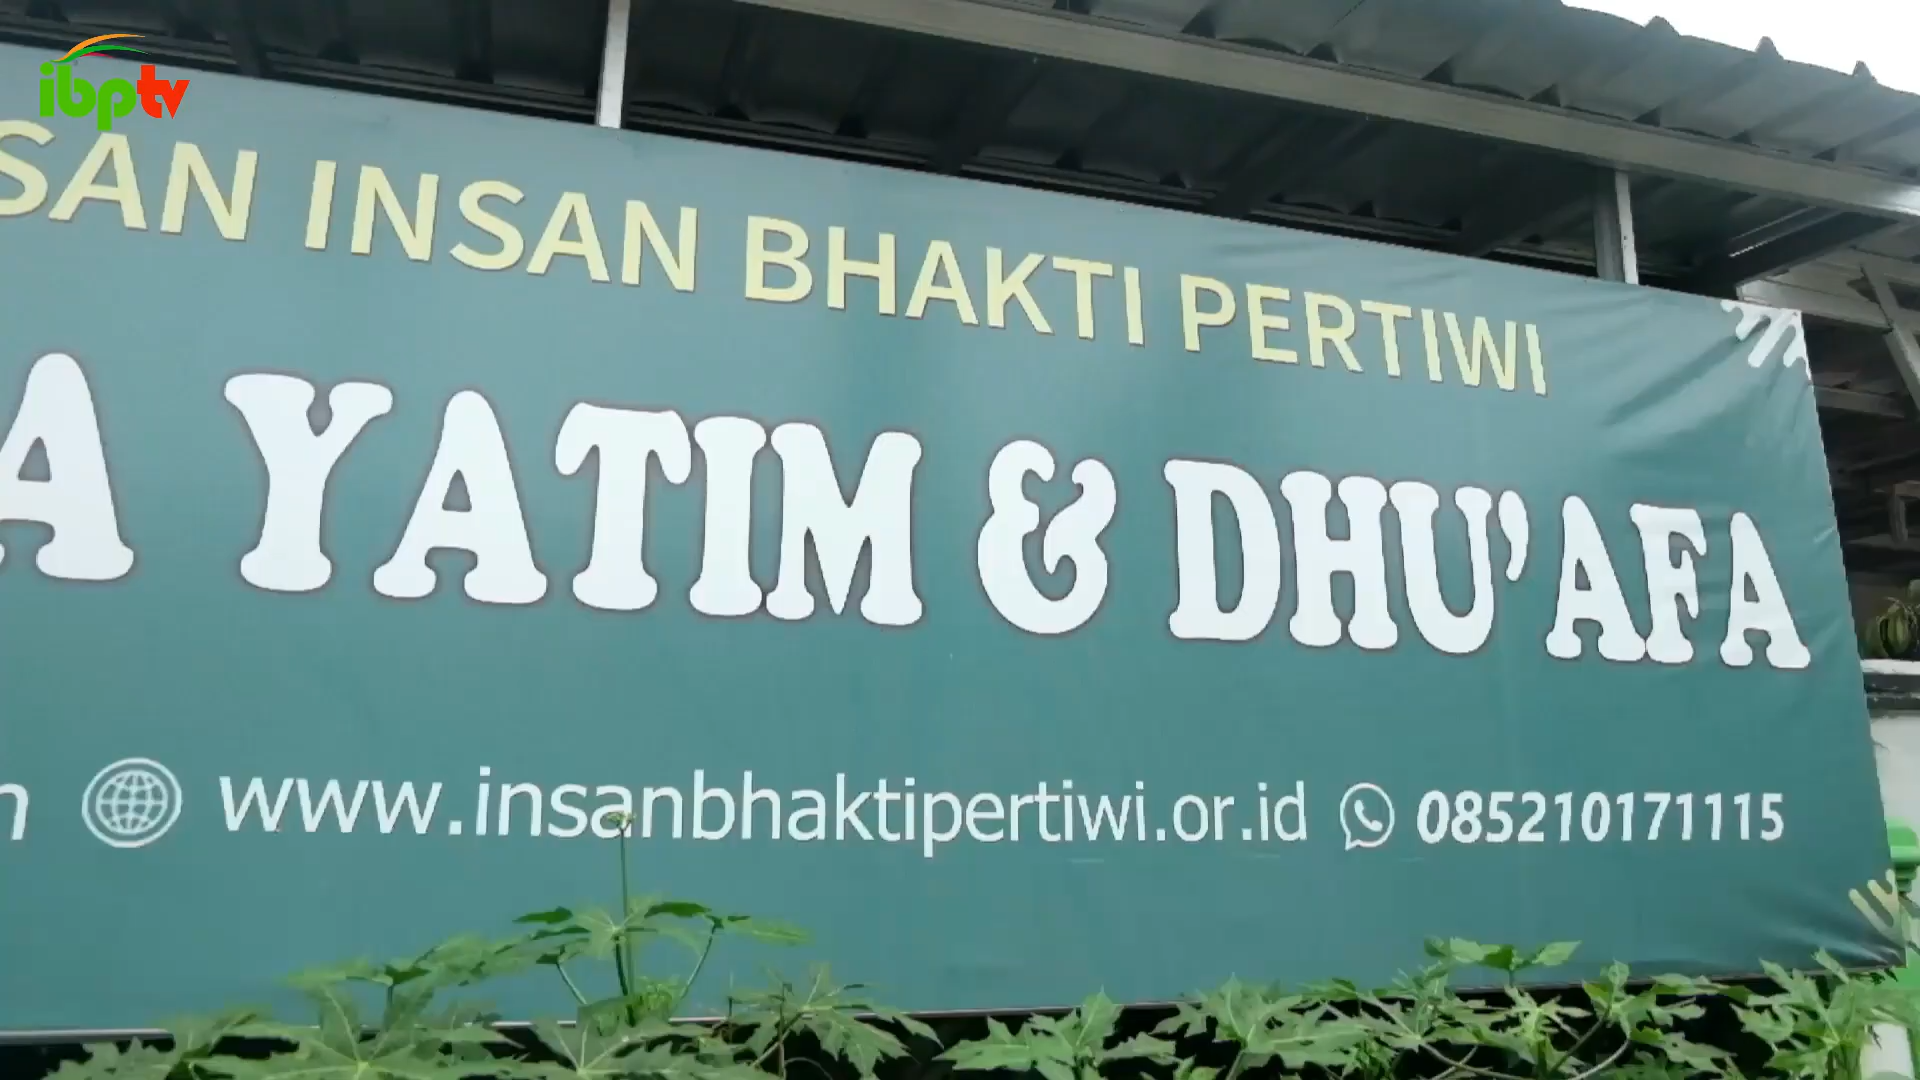 ibptv
SAN INSAN BHAKTI PERTIWI
A YATIM & DHU'AFA
www.insanbhaktipertiwi.or.id 085210171115